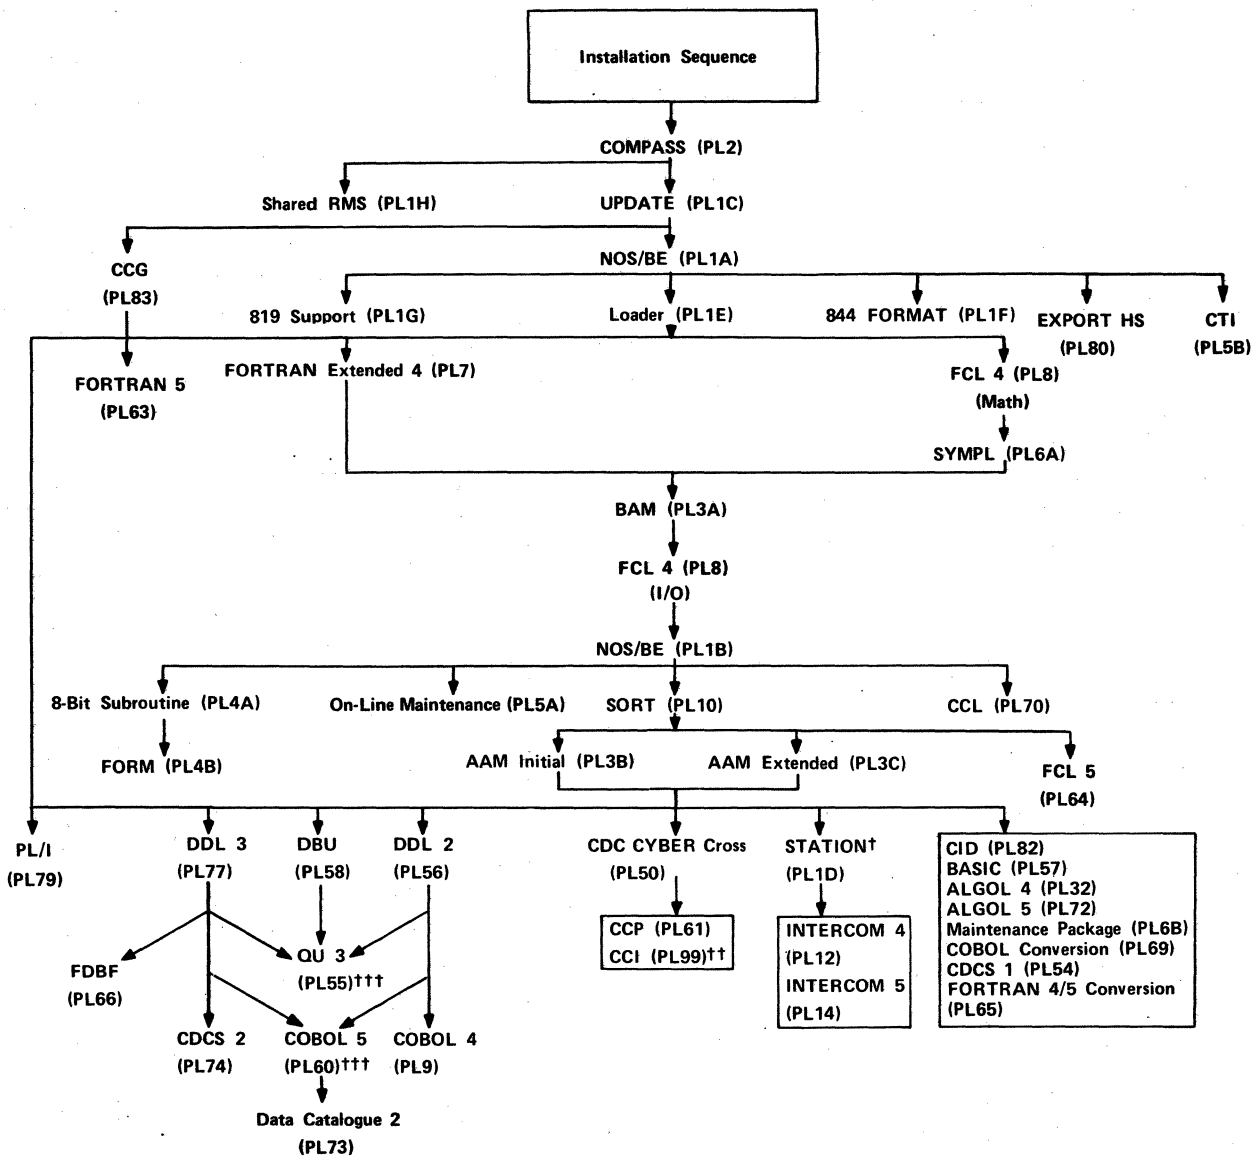 Installation Sequence
COMPASS (PL2)
Shared RMS (PL1H)
UPDATE (PL1C)
CCG
(PL83)
NOS/BE (PL1A)
819 Support (PL1G)
Loader (PL1E)
844 FORMAT (PL1F)
EXPORT HS
(PL80)
CTI
(PL5B)
FORTRAN 5
(PL63)
FORTRAN Extended 4 (PL7)
FCL 4 (PL8)
(Math)
SYMPL (PL6A)
BAM (PL3A)
FCL 4 (PL8)
(I/O)
NOS/BE (PL1B)
8-Bit Subroutine (PL4A)
On-Line Maintenance (PL5A)
SORT (PL10)
CCL (PL70)
FORM (PL4B)
AAM Initial (PL3B)
AAM Extended (PL3C)
FCL 5
(PL64)
PL/I
(PL79)
DDL 3
(PL77)
DBU
(PL58)
DDL 2
(PL56)
CDC CYBER Cross
(PL50)
STATION†
(PL1D)
CID (PL82)
BASIC (PL57)
ALGOL 4 (PL32)
ALGOL 5 (PL72)
Maintenance Package (PL6B)
COBOL Conversion (PL69)
CDCS 1 (PL54)
FORTRAN 4/5 Conversion
(PL65)
CCP (PL61)
CCI (PL99)††
INTERCOM 4
(PL12)
INTERCOM 5
(PL14)
FDBF
(PL66)
QU 3
(PL55)†††
CDCS 2
(PL74)
COBOL 5
(PL60)†††
COBOL 4
(PL9)
Data Catalogue 2
(PL73)